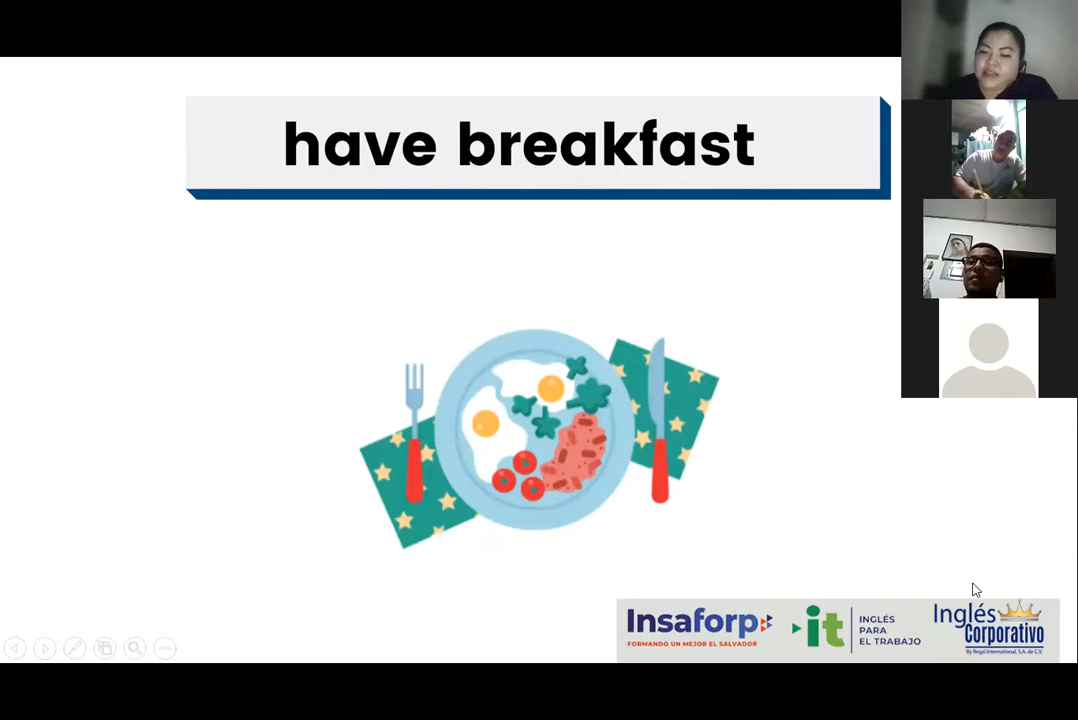 have breakfast
Insaforp
FORMANDO UN MEJOR EL SALVADOR
it
INGLÉS
PARA
EL TRABAJO
Inglés
Corporativo
By Regal International, S.A. de C.V.